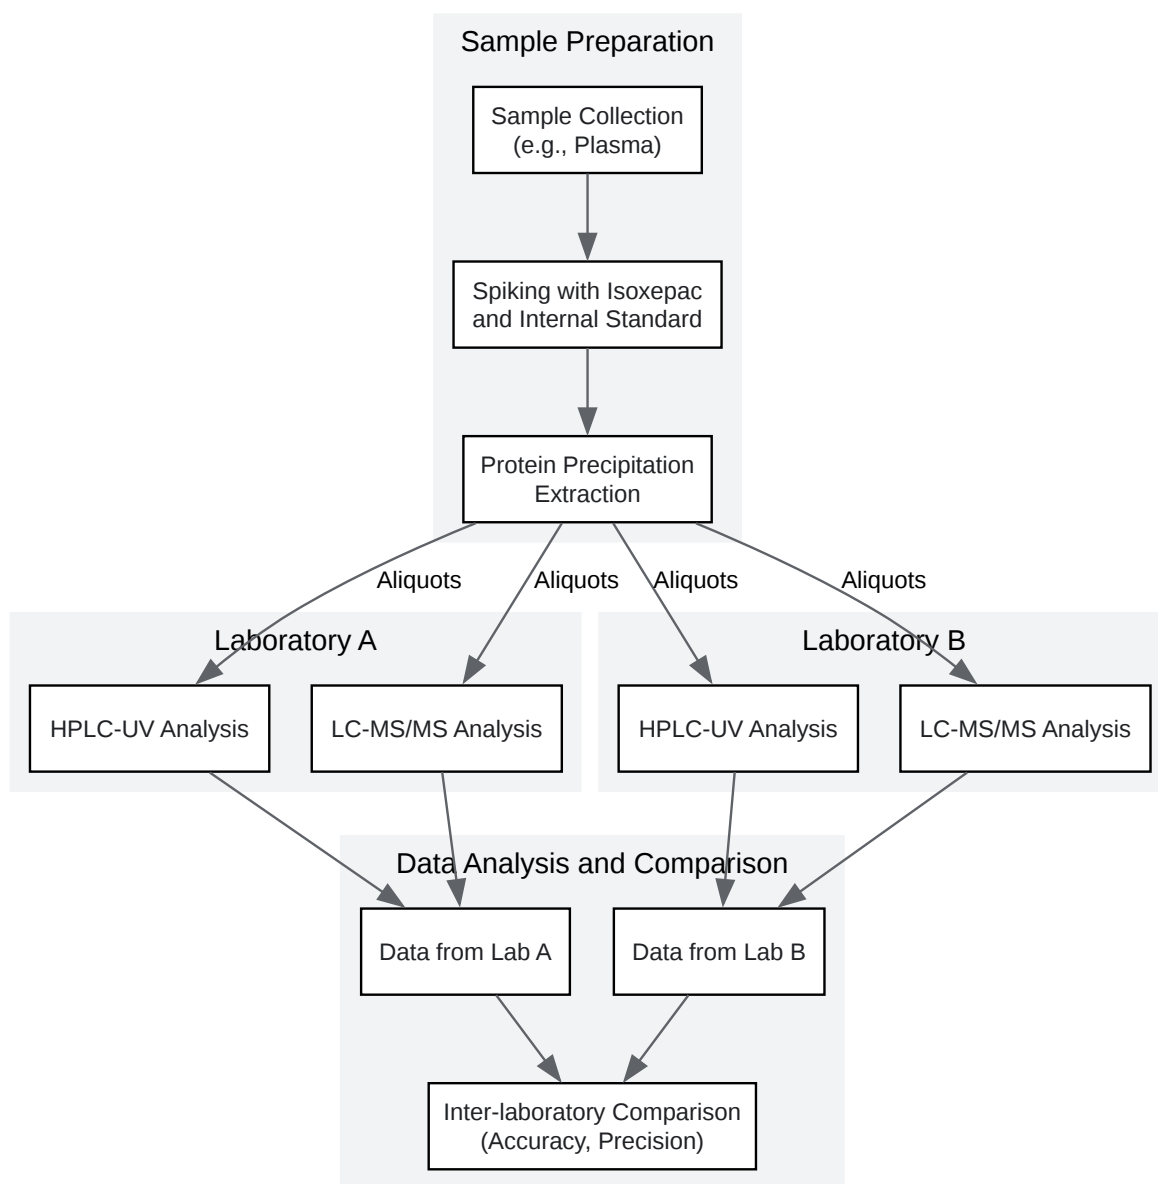 Sample Preparation
Sample Collection
(e.g., Plasma)
Spiking with Isoxepac
and Internal Standard
Protein Precipitation
Extraction
Aliquots
Aliquots
Aliquots
Aliquots
Laboratory A
Laboratory B
HPLC-UV Analysis
LC-MS/MS Analysis
HPLC-UV Analysis
LC-MS/MS Analysis
Data Analysis and Comparison
Data from Lab A
Data from Lab B
Inter-laboratory Comparison
(Accuracy, Precision)